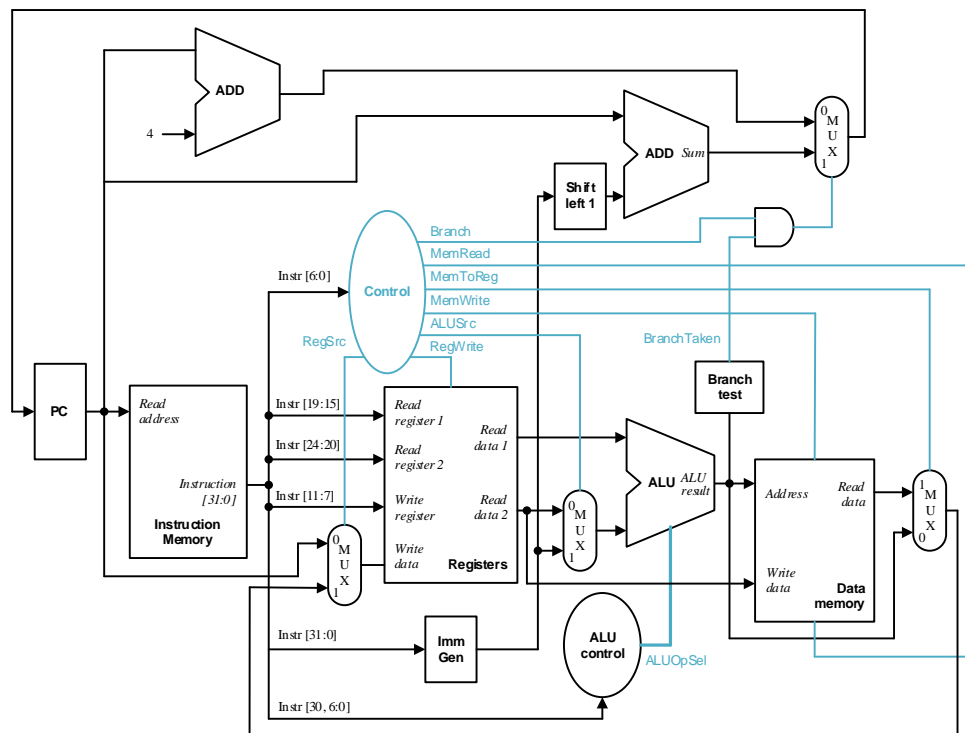 ADD
4
ADD Sum
0
M
U
X
1
Shift
left 1
Branch
MemRead
MemToReg
MemWrite
ALUSrc
RegWrite
Control
RegSrc
BranchTaken
Instr [6:0]
PC
Read
address
Instruction
[31:0]
Instruction
Memory
Instr [19:15]
Instr [24:20]
Instr [11:7]
Read
register 1
Read
register 2
Write
register
Write
data
Read
data 1
Read
data 2
Registers
0
M
U
X
1
0
M
U
X
1
ALU
ALU
result
Branch
test
Address
Read
data
Write
data
Data
memory
1
M
U
X
0
Instr [31:0]
Imm
Gen
ALU
control
ALUOpSel
Instr [30, 6:0]